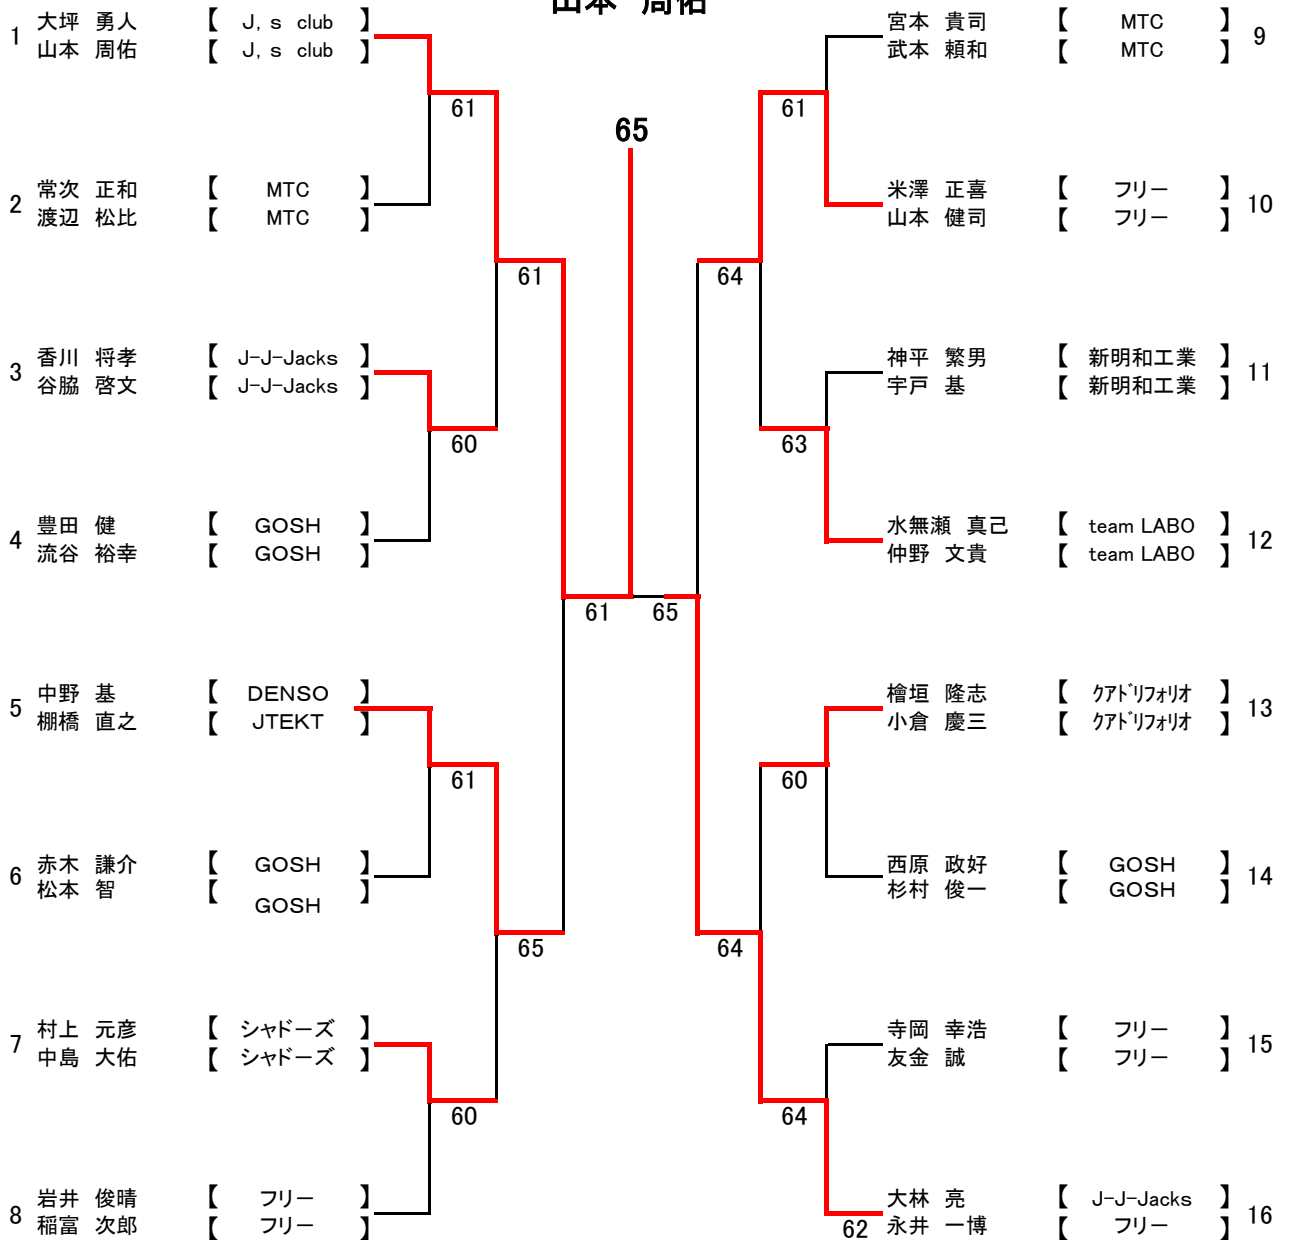 山本 周佑
1 大坪 勇人 【 J, s club 】
山本 周佑 【 J, s club 】
61
2 常次 正和 【 MTC 】
渡辺 松比 【 MTC 】
61
3 香川 将孝 【 J-J-Jacks 】
谷脇 啓文 【 J-J-Jacks 】
60
4 豊田 健 【 GOSH 】
流谷 裕幸 【 GOSH 】
61
5 中野 基 【 DENSO 】
棚橋 直之 【 JTEKT 】
61
6 赤木 謙介 【 GOSH 】
松本 智 【 GOSH 】
65
7 村上 元彦 【 シャドーズ 】
中島 大佑 【 シャドーズ 】
60
8 岩井 俊晴 【 フリー 】
稲富 次郎 【 フリー 】
65
宮本 貴司 【 MTC 】 9
武本 頼和 【 MTC 】
61
米澤 正喜 【 フリー 】 10
山本 健司 【 フリー 】
64
神平 繁男 【 新明和工業 】 11
宇戸 基 【 新明和工業 】
63
水無瀬 真己 【 team LABO 】 12
仲野 文貴 【 team LABO 】
65
檜垣 隆志 【 クアドリフォリオ 】 13
小倉 慶三 【 クアドリフォリオ 】
60
西原 政好 【 GOSH 】 14
杉村 俊一 【 GOSH 】
64
寺岡 幸浩 【 フリー 】 15
友金 誠 【 フリー 】
64
大林 亮 【 J-J-Jacks 】 16
62 永井 一博 【 フリー 】